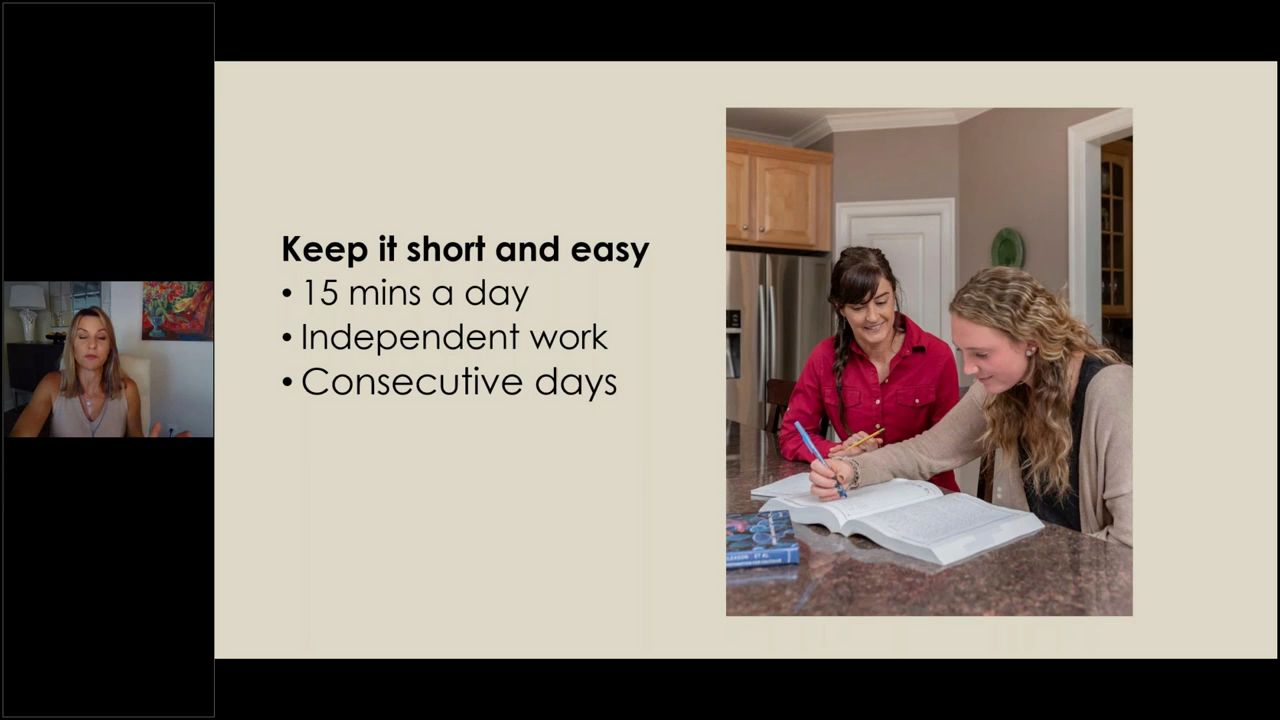 Keep it short and easy
• 15 mins a day
• Independent work
• Consecutive days